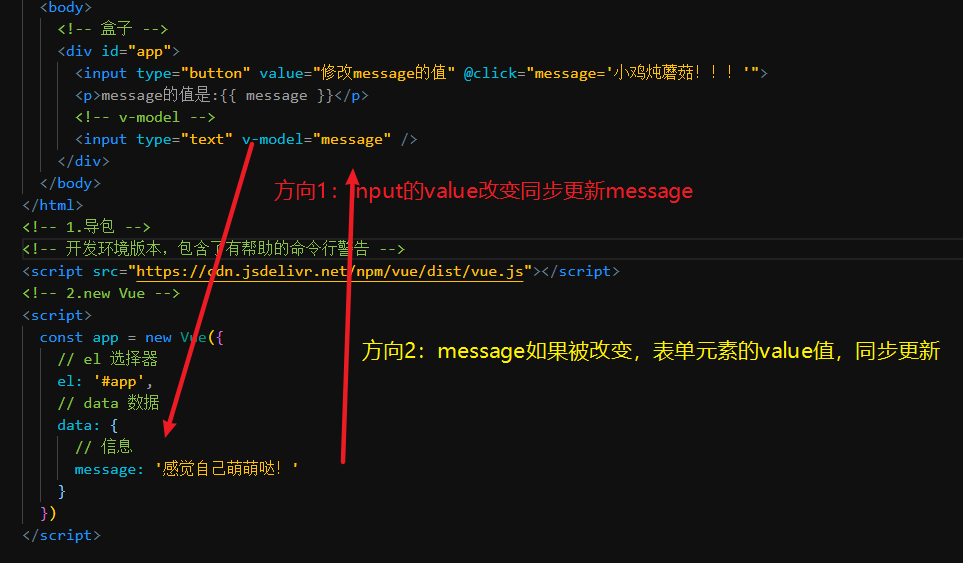 <body>
<!-- 盒子 -->
<div id="app">
<input type="button" value="修改message的值" @click="message='小鸡炖蘑菇！！！'">
<p>message的值是:{{ message }}</p>
<!-- v-model -->
<input type="text" v-model="message" />
</div>
</body>
方向1：input的value改变同步更新message
</html>
<!-- 1.导包 -->
<!-- 开发环境版本，包含了有帮助的命令行警告 -->
<script src="https://cdn.jsdelivr.net/npm/vue/dist/vue.js"></script>
<!-- 2.new Vue -->
<script>
const app = new Vue({
方向2：message如果被改变，表单元素的value值，同步更新
// el 选择器
el: '#app',
// data 数据
data: {
// 信息
message: '感觉自己萌萌哒！'
}
})
</script>